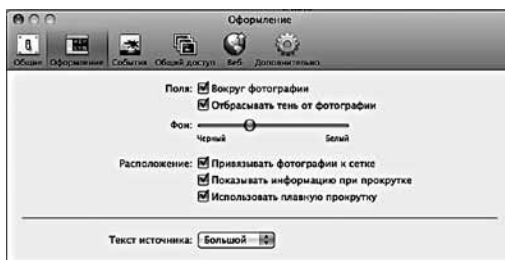 Оформление
Общие Оформление События Общий доступ Веб Дополнительно
Поля: Вокруг фотографии
Отбрасывать тень от фотографии
Фон:
Черный Белый
Расположение: Привязывать фотографии к сетке
Показывать информацию при прокрутке
Использовать плавную прокрутку
Текст источника: Большой